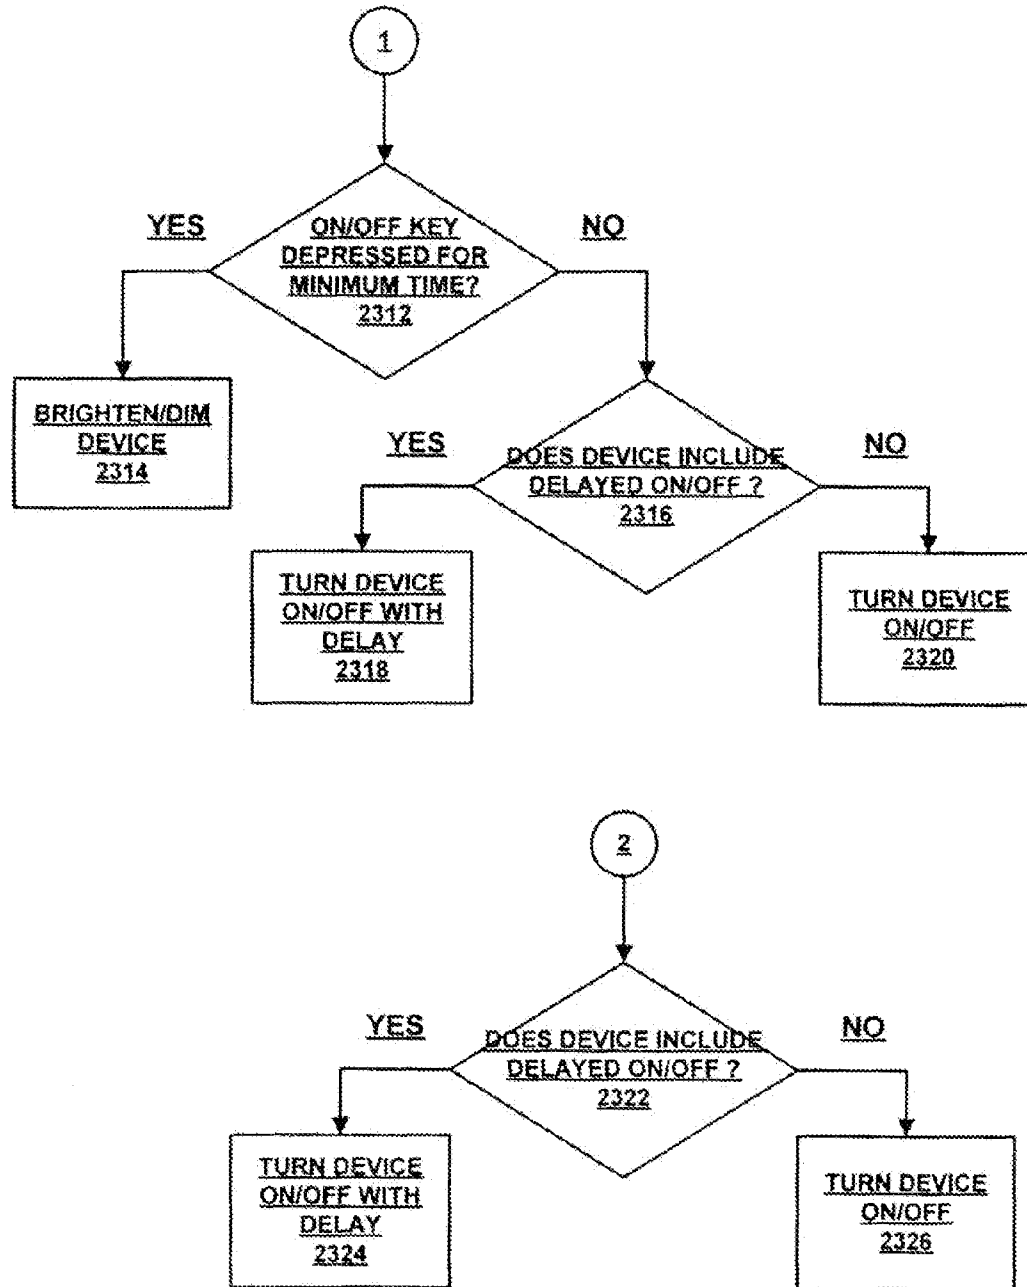 1
YES
NO
ON/OFF KEY
DEPRESSED FOR
MINIMUM TIME?
2312
BRIGHTEN/DIM
DEVICE
2314
YES
NO
DOES DEVICE INCLUDE
DELAYED ON/OFF ?
2316
TURN DEVICE
ON/OFF WITH
DELAY
2318
TURN DEVICE
ON/OFF
2320
2
YES
NO
DOES DEVICE INCLUDE
DELAYED ON/OFF ?
2322
TURN DEVICE
ON/OFF WITH
DELAY
2324
TURN DEVICE
ON/OFF
2326